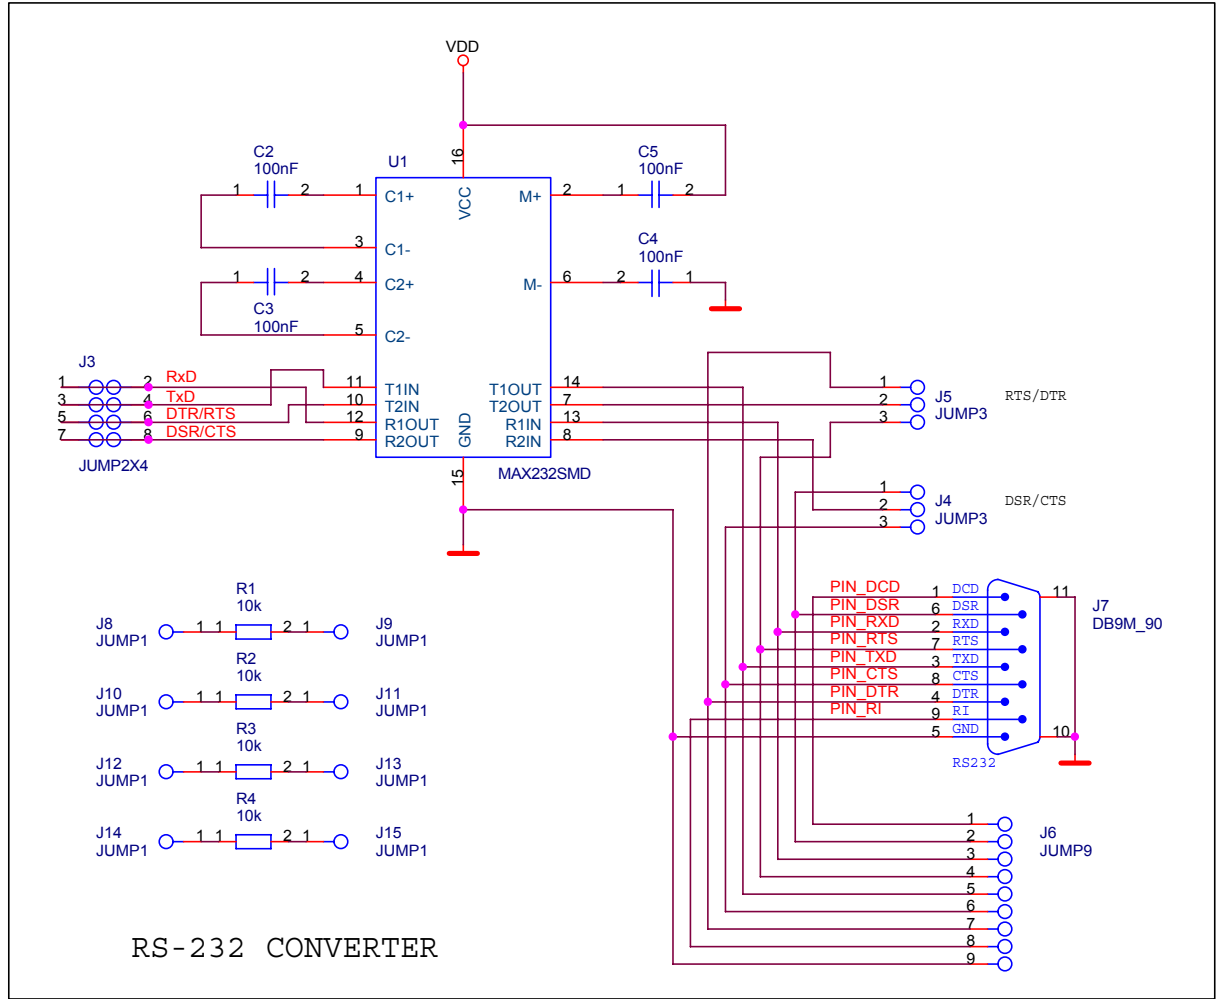 VDD
C2
100nF
1 2
U1
16
VCC
C5
100nF
1 2
1 C1+
M+ 2
3 C1-
C4
100nF
2 1
1 2
4 C2+
M- 6
C3
100nF
5 C2-
J3
1 2 RxD
3 4 TxD
5 6 DTR/RTS
7 8 DSR/CTS
JUMP2X4
11 T1IN
10 T2IN
12 R1OUT
9 R2OUT
T1OUT 14
T2OUT 7
R1IN 13
R2IN 8
GND
15
MAX232SMD
1
2
3
J5
JUMP3
RTS/DTR
1
2
3
J4
JUMP3
DSR/CTS
PIN_DCD 1 DCD
PIN_DSR 6 DSR
PIN_RXD 2 RXD
PIN_RTS 7 RTS
PIN_TXD 3 TXD
PIN_CTS 8 CTS
PIN_DTR 4 DTR
PIN_RI 9 RI
5 GND
RS232
11
10
J7
DB9M_90
R1
10k
J8
JUMP1
1 1 2 1
J9
JUMP1
R2
10k
J10
JUMP1
1 1 2 1
J11
JUMP1
R3
10k
J12
JUMP1
1 1 2 1
J13
JUMP1
R4
10k
J14
JUMP1
1 1 2 1
J15
JUMP1
1
2
3
4
5
6
7
8
9
J6
JUMP9
RS-232 CONVERTER